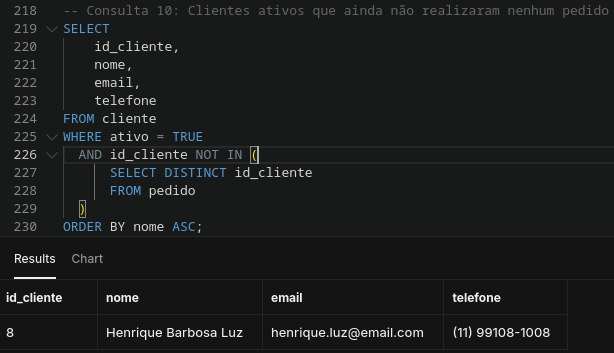 218 -- Consulta 10: Clientes ativos que ainda não realizaram nenhum pedido
219 SELECT
220 id_cliente,
221 nome,
222 email,
223 telefone
224 FROM cliente
225 WHERE ativo = TRUE
226 AND id_cliente NOT IN (
227 SELECT DISTINCT id_cliente
228 FROM pedido
229 )
230 ORDER BY nome ASC;
Results Chart
id_cliente nome email telefone
8 Henrique Barbosa Luz henrique.luz@email.com (11) 99108-1008